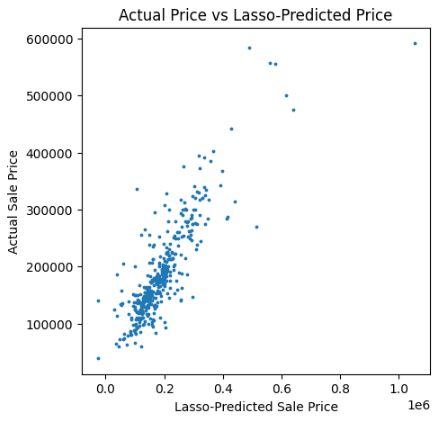 Actual Price vs Lasso-Predicted Price
600000
500000
400000
300000
200000
100000
Actual Sale Price
0.0 0.2 0.4 0.6 0.8 1.0
1e6
Lasso-Predicted Sale Price